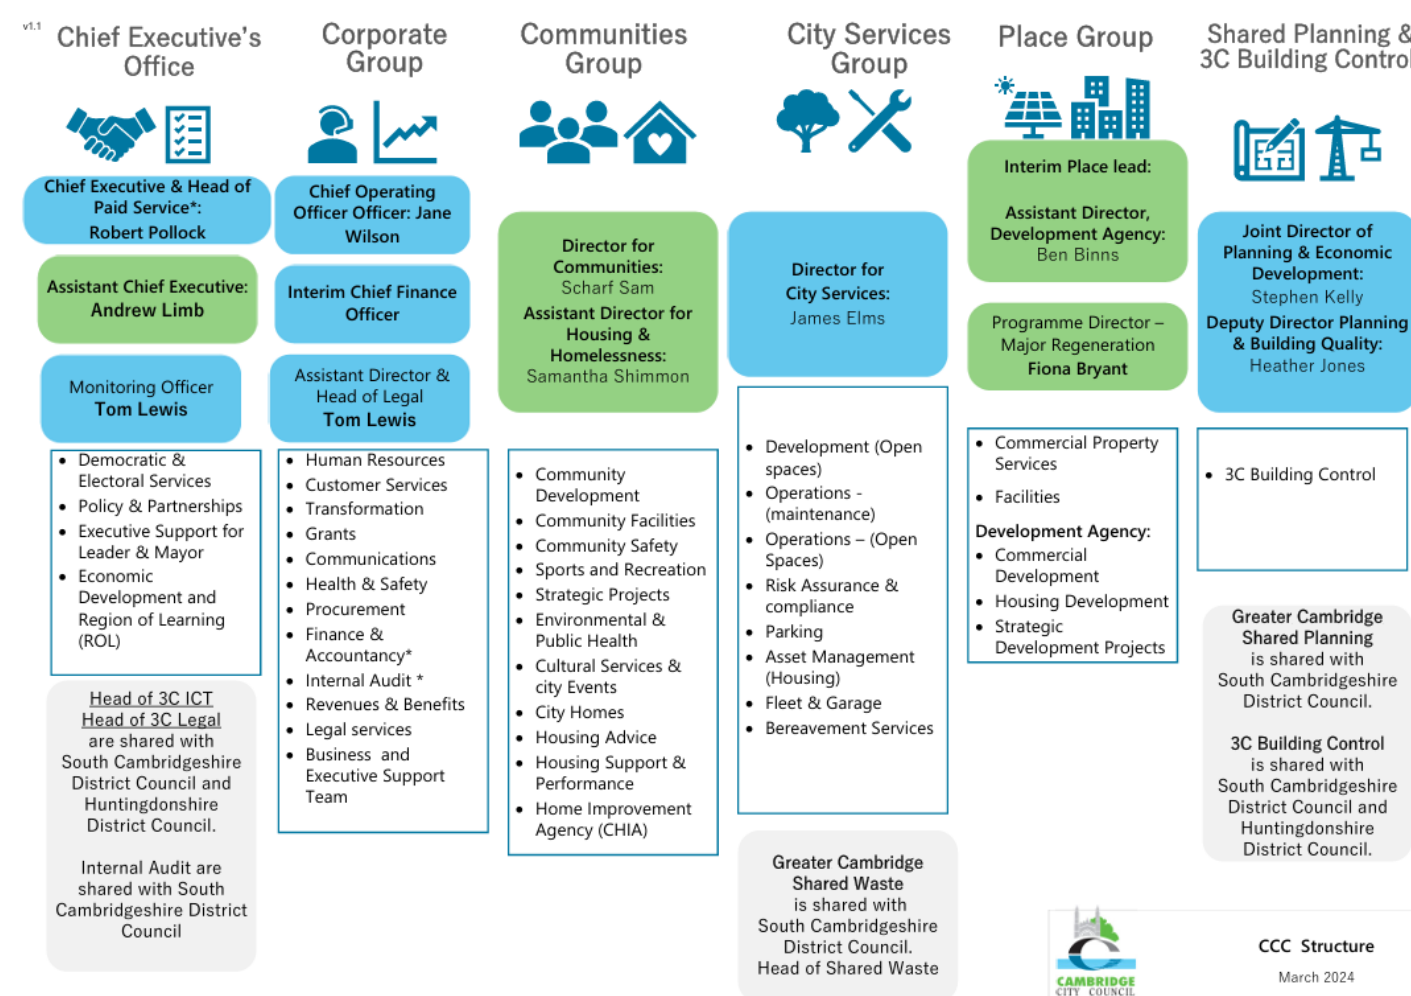 v1.1
Chief Executive's
Office
Chief Executive & Head of
Paid Service*:
Robert Pollock
Assistant Chief Executive:
Andrew Limb
Monitoring Officer
Tom Lewis
• Democratic &
Electoral Services
• Policy & Partnerships
• Executive Support for
Leader & Mayor
• Economic
Development and
Region of Learning
(ROL)
Head of 3C ICT
Head of 3C Legal
are shared with
South Cambridgeshire
District Council and
Huntingdonshire
District Council.
Internal Audit are
shared with South
Cambridgeshire District
Council
Corporate
Group
Chief Operating
Officer Officer: Jane
Wilson
Interim Chief Finance
Officer
Assistant Director &
Head of Legal
Tom Lewis
• Human Resources
• Customer Services
• Transformation
• Grants
• Communications
• Health & Safety
• Procurement
• Finance &
Accountancy*
• Internal Audit *
• Revenues & Benefits
• Legal services
• Business and
Executive Support
Team
Communities
Group
Director for
Communities:
Scharf Sam
Assistant Director for
Housing &
Homelessness:
Samantha Shimmon
• Community
Development
• Community Facilities
• Community Safety
• Sports and Recreation
• Strategic Projects
• Environmental &
Public Health
• Cultural Services &
city Events
• City Homes
• Housing Advice
• Housing Support &
Performance
• Home Improvement
Agency (CHIA)
City Services
Group
Director for
City Services:
James Elms
• Development (Open
spaces)
• Operations -
(maintenance)
• Operations – (Open
Spaces)
• Risk Assurance &
compliance
• Parking
• Asset Management
(Housing)
• Fleet & Garage
• Bereavement Services
Greater Cambridge
Shared Waste
is shared with
South Cambridgeshire
District Council.
Head of Shared Waste
Place Group
Interim Place lead:
Assistant Director,
Development Agency:
Ben Binns
Programme Director –
Major Regeneration
Fiona Bryant
• Commercial Property
Services
• Facilities
Development Agency:
• Commercial
Development
• Housing Development
• Strategic
Development Projects
Shared Planning &
3C Building Control
Joint Director of
Planning & Economic
Development:
Stephen Kelly
Deputy Director Planning
& Building Quality:
Heather Jones
• 3C Building Control
Greater Cambridge
Shared Planning
is shared with
South Cambridgeshire
District Council.
3C Building Control
is shared with
South Cambridgeshire
District Council and
Huntingdonshire
District Council.
CAMBRIDGE
CITY COUNCIL
CCC Structure
March 2024